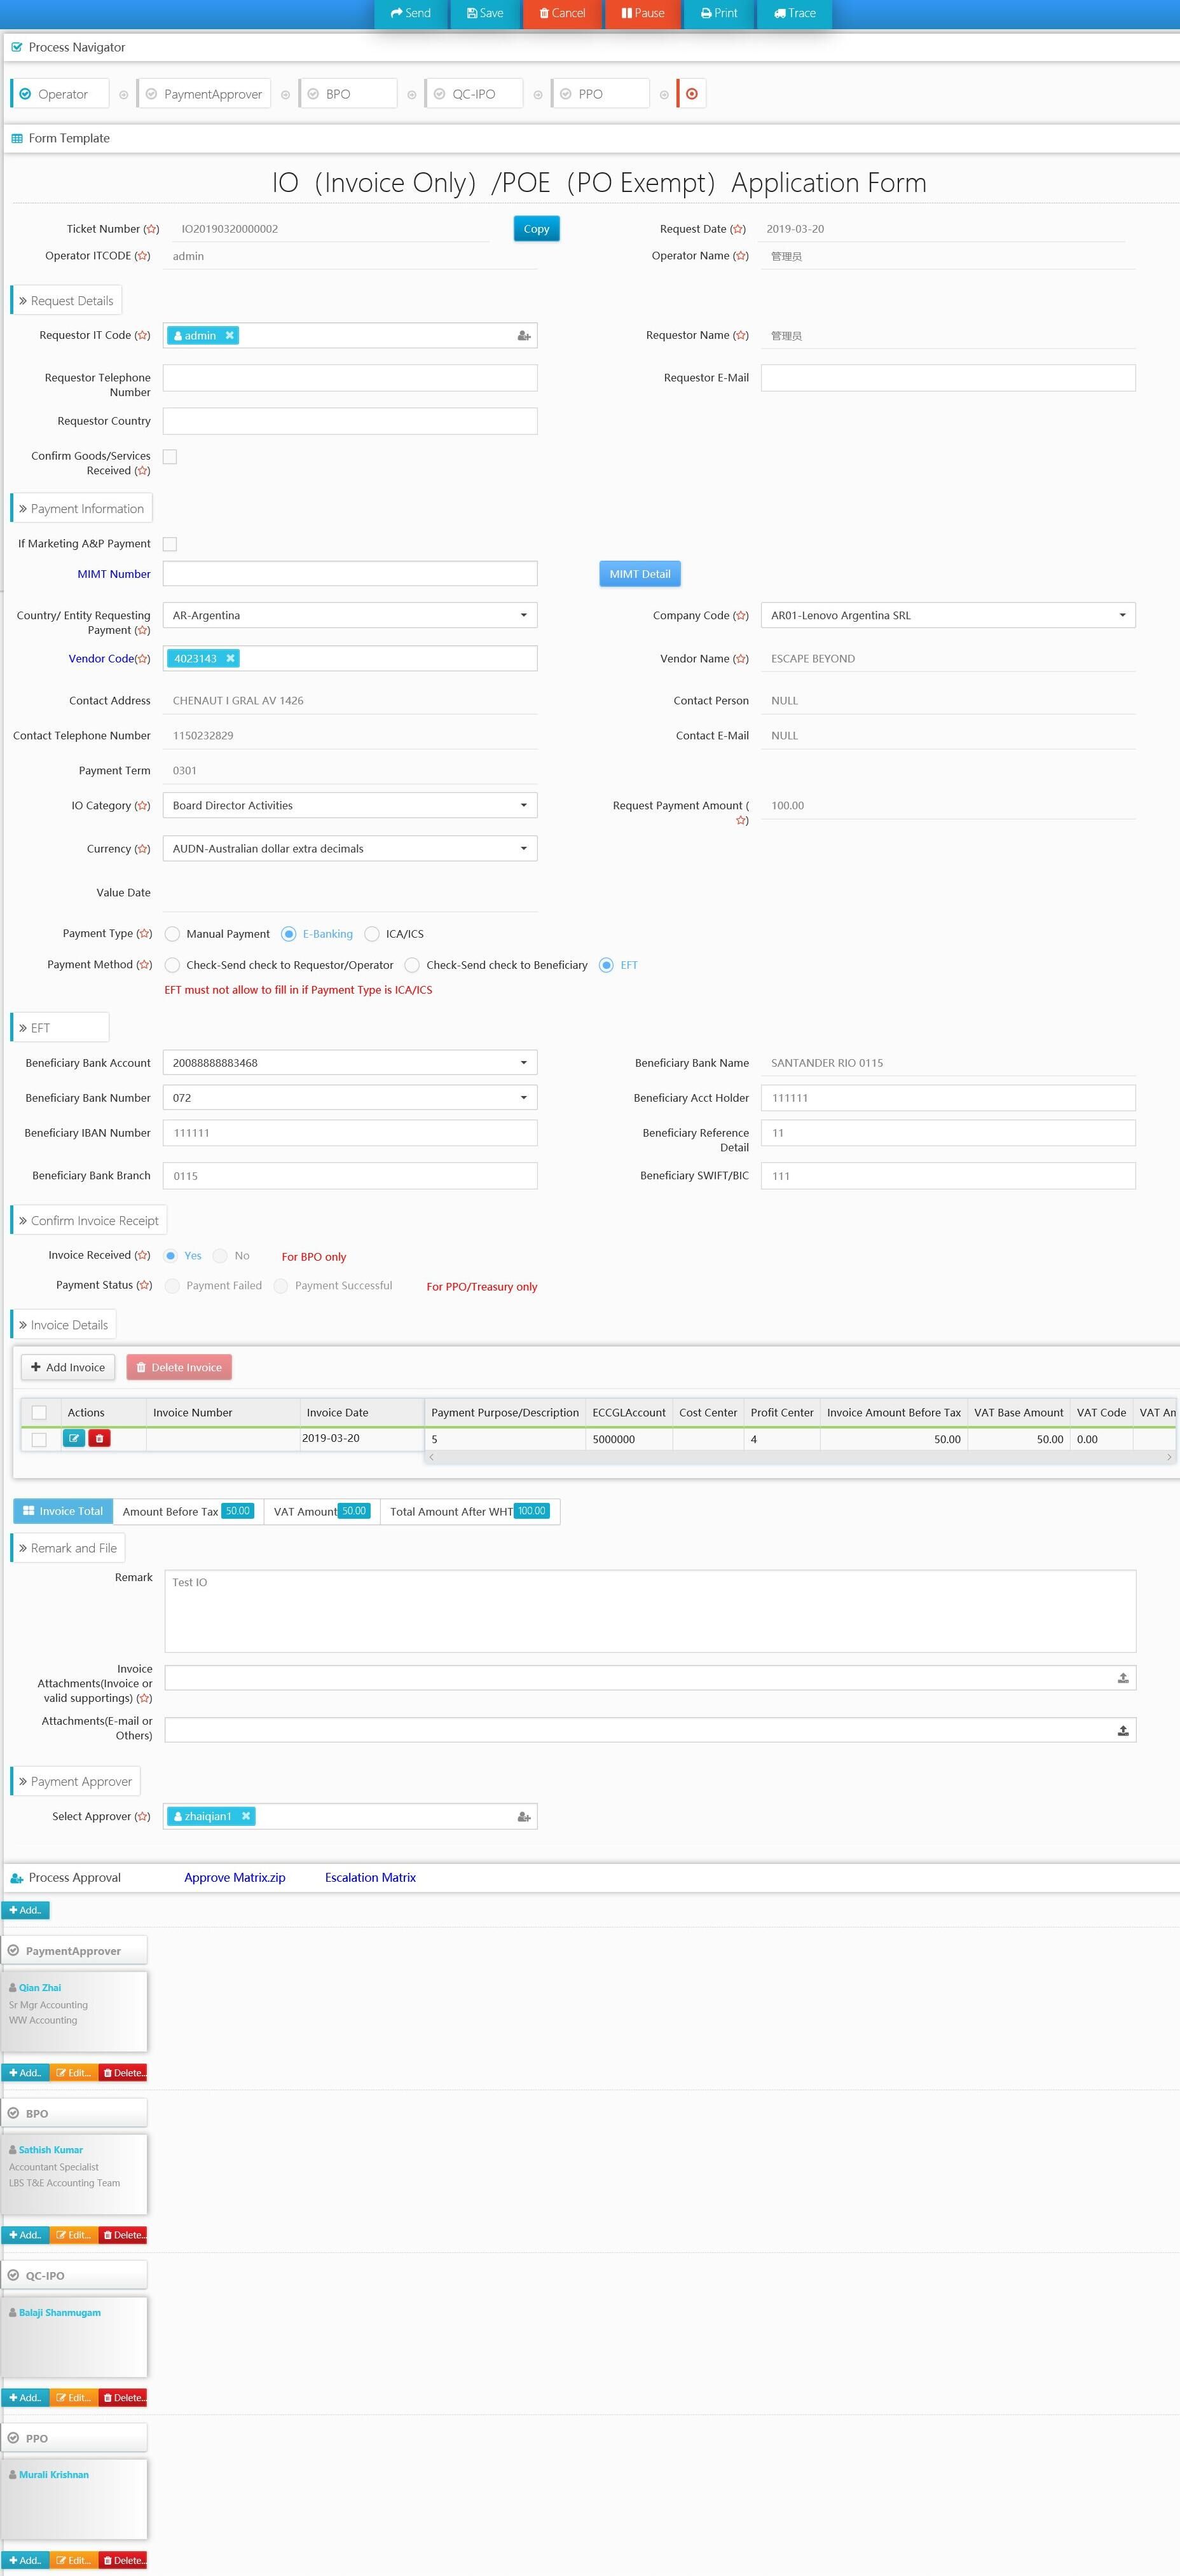 Send Save Cancel Pause Print Trace
Process Navigator
Operator PaymentApprover BPO QC-IPO PPO
Form Template
IO（Invoice Only）/POE（PO Exempt）Application Form
Ticket Number (☆) IO20190320000002 Copy Request Date (☆) 2019-03-20
Operator ITCODE (☆) admin Operator Name (☆) 管理员
» Request Details
Requestor IT Code (☆) admin Requestor Name (☆) 管理员
Requestor Telephone
Number
Requestor E-Mail
Requestor Country
Confirm Goods/Services
Received (☆)
» Payment Information
If Marketing A&P Payment
MIMT Number MIMT Detail
Country/ Entity Requesting
Payment (☆)
AR-Argentina Company Code (☆) AR01-Lenovo Argentina SRL
Vendor Code(☆) 4023143 Vendor Name (☆) ESCAPE BEYOND
Contact Address CHENAUT I GRAL AV 1426 Contact Person NULL
Contact Telephone Number 1150232829 Contact E-Mail NULL
Payment Term 0301
IO Category (☆) Board Director Activities Request Payment Amount (
☆)
100.00
Currency (☆) AUDN-Australian dollar extra decimals
Value Date
Payment Type (☆) Manual Payment E-Banking ICA/ICS
Payment Method (☆) Check-Send check to Requestor/Operator Check-Send check to Beneficiary EFT
EFT must not allow to fill in if Payment Type is ICA/ICS
» EFT
Beneficiary Bank Account 20088888883468 Beneficiary Bank Name SANTANDER RIO 0115
Beneficiary Bank Number 072 Beneficiary Acct Holder 111111
Beneficiary IBAN Number 111111 Beneficiary Reference
Detail
11
Beneficiary Bank Branch 0115 Beneficiary SWIFT/BIC 111
» Confirm Invoice Receipt
Invoice Received (☆) Yes No For BPO only
Payment Status (☆) Payment Failed Payment Successful For PPO/Treasury only
» Invoice Details
Add Invoice Delete Invoice
Actions Invoice Number Invoice Date Payment Purpose/Description ECCGLAccount Cost Center Profit Center Invoice Amount Before Tax VAT Base Amount VAT Code VAT Am
2019-03-20 5 5000000 4 50.00 50.00 0.00
Invoice Total Amount Before Tax 50.00 VAT Amount 50.00 Total Amount After WHT 100.00
» Remark and File
Remark Test IO
Invoice
Attachments(Invoice or
valid supportings) (☆)
Attachments(E-mail or
Others)
» Payment Approver
Select Approver (☆) zhaiqian1
Process Approval Approve Matrix.zip Escalation Matrix
Add..
PaymentApprover
Qian Zhai
Sr Mgr Accounting
WW Accounting
Add.. Edit... Delete...
BPO
Sathish Kumar
Accountant Specialist
LBS T&E Accounting Team
Add.. Edit... Delete...
QC-IPO
Balaji Shanmugam
Add.. Edit... Delete...
PPO
Murali Krishnan
Add.. Edit... Delete...